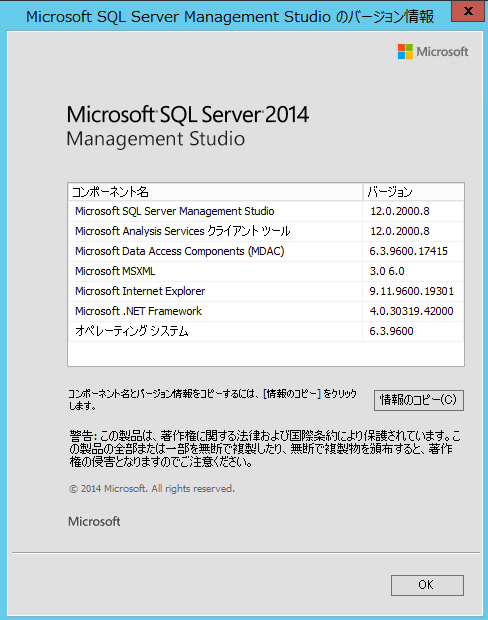 Microsoft SQL Server Management Studio のバージョン情報
x
Microsoft
Microsoft SQL Server 2014
Management Studio
コンポーネント名 バージョン
Microsoft SQL Server Management Studio 12.0.2000.8
Microsoft Analysis Services クライアント ツール 12.0.2000.8
Microsoft Data Access Components (MDAC) 6.3.9600.17415
Microsoft MSXML 3.0 6.0
Microsoft Internet Explorer 9.11.9600.19301
Microsoft .NET Framework 4.0.30319.42000
オペレーティング システム 6.3.9600
コンポーネント名とバージョン情報をコピーするには、[情報のコピー] をクリック
します。
情報のコピー(C)
警告: この製品は、著作権に関する法律および国際条約により保護されています。こ
の製品の全部または一部を無断で複製したり、無断で複製物を頒布すると、著作
権の侵害となりますのでご注意ください。
© 2014 Microsoft. All rights reserved.
Microsoft
OK